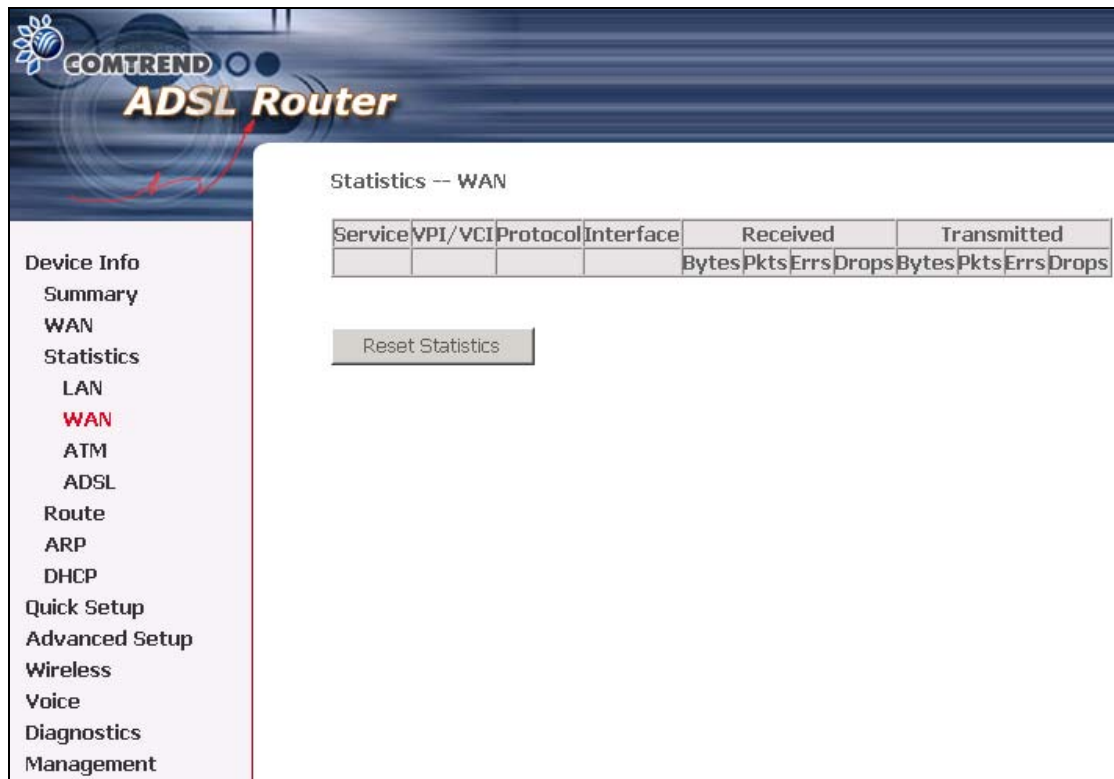 COMTREND
ADSL Router
Statistics -- WAN
Service VPI/VCI Protocol Interface Received Transmitted
Bytes Pkts Errs Drops Bytes Pkts Errs Drops
Reset Statistics
Device Info
Summary
WAN
Statistics
LAN
WAN
ATM
ADSL
Route
ARP
DHCP
Quick Setup
Advanced Setup
Wireless
Voice
Diagnostics
Management